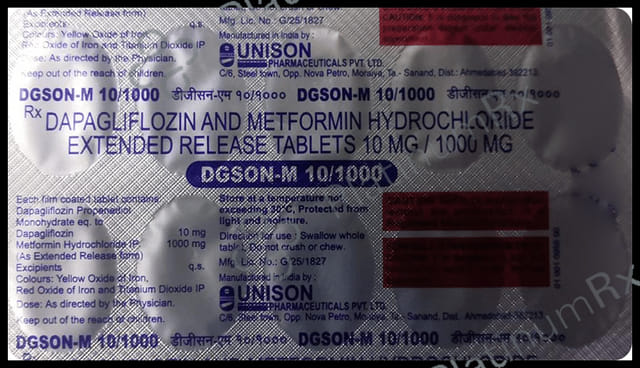 (As Extended Release form)
Excipients q.s.
Colours: Yellow Oxide of Iron,
Red Oxide of Iron and Titanium Dioxide IP
Dose: As directed by the Physician.
Keep out of the reach of children.
Mfg. Lic. No.: G/25/1827
Manufactured in India by :
UNISON
PHARMACEUTICALS PVT. LTD.
C/6, Steel town, Opp. Nova Petro, Moraiya, Ta.- Sanand, Dist.: Ahmedabad-382213.
DGSON-M 10/1000 डीजीसन-एम १०/१००० DGSON-M 10/1000 डीजीसन-एम १०/१०००
Rx DAPAGLIFLOZIN AND METFORMIN HYDROCHLORIDE
EXTENDED RELEASE TABLETS 10 MG / 1000 MG
DGSON-M 10/1000
Each film coated tablet contains:
Dapagliflozin Propanediol
Monohydrate eq. to
Dapagliflozin 10 mg
Metformin Hydrochloride IP 1000 mg
(As Extended Release form)
Excipients q.s.
Colours: Yellow Oxide of Iron,
Red Oxide of Iron and Titanium Dioxide IP
Dose: As directed by the Physician.
Keep out of the reach of children.
Store at a temperature not
exceeding 30°C, Protected from
light and moisture.
Direction for use : Swallow whole
tablet, Do not crush or chew.
Mfg. Lic. No.: G/25/1827
Manufactured in India by :
UNISON
PHARMACEUTICALS PVT. LTD.
C/6, Steel town, Opp. Nova Petro, Moraiya, Ta.- Sanand, Dist.: Ahmedabad-382213.
DGSON-M 10/1000 डीजीसन-एम १०/१००० DGSON-M 10/1000 डीजीसन-एम १०/१०००
PlatinumRx